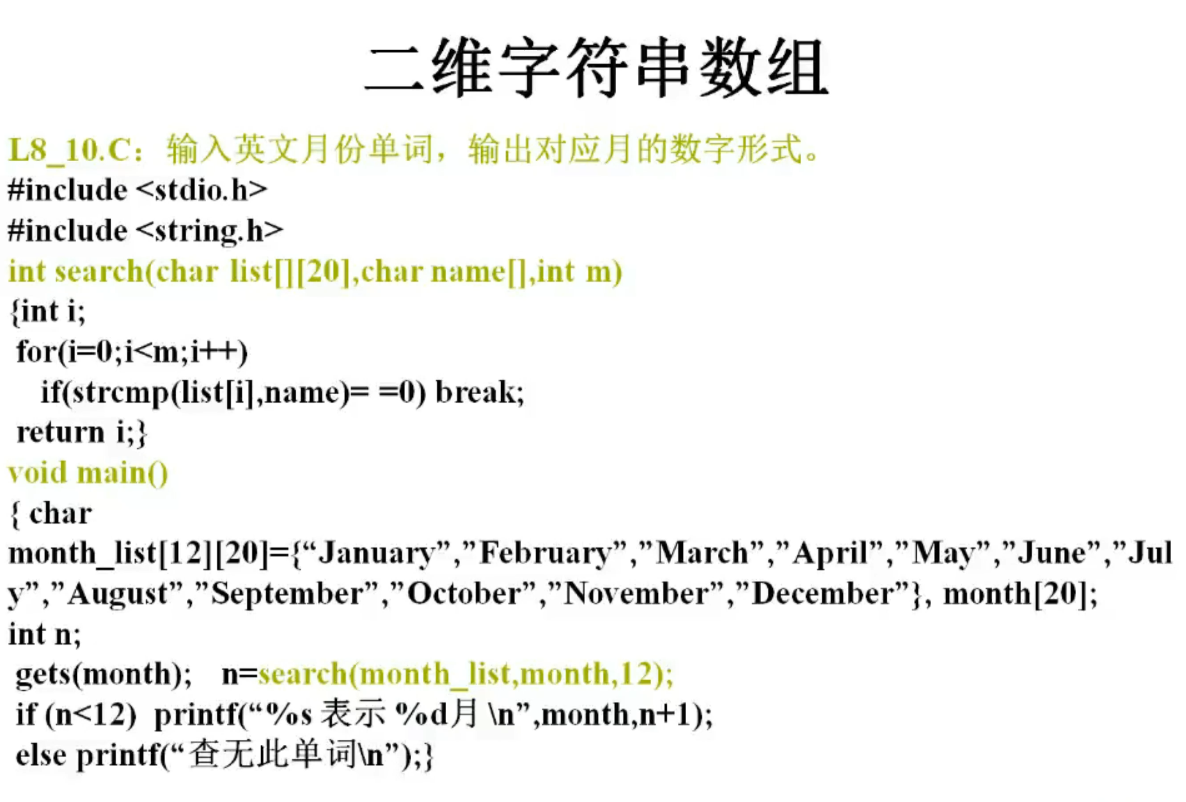 二维字符串数组
L8_10.C：输入英文月份单词，输出对应月的数字形式。
#include <stdio.h>
#include <string.h>
int search(char list[][20],char name[],int m)
{int i;
for(i=0;i<m;i++)
if(strcmp(list[i],name)= =0) break;
return i;}
void main()
{ char
month_list[12][20]={“January”,”February”,”March”,”April”,”May”,”June”,”Jul
y”,”August”,”September”,”October”,”November”,”December”}, month[20];
int n;
gets(month); n=search(month_list,month,12);
if (n<12) printf(“%s 表示 %d月 \n”,month,n+1);
else printf(“查无此单词\n”);}